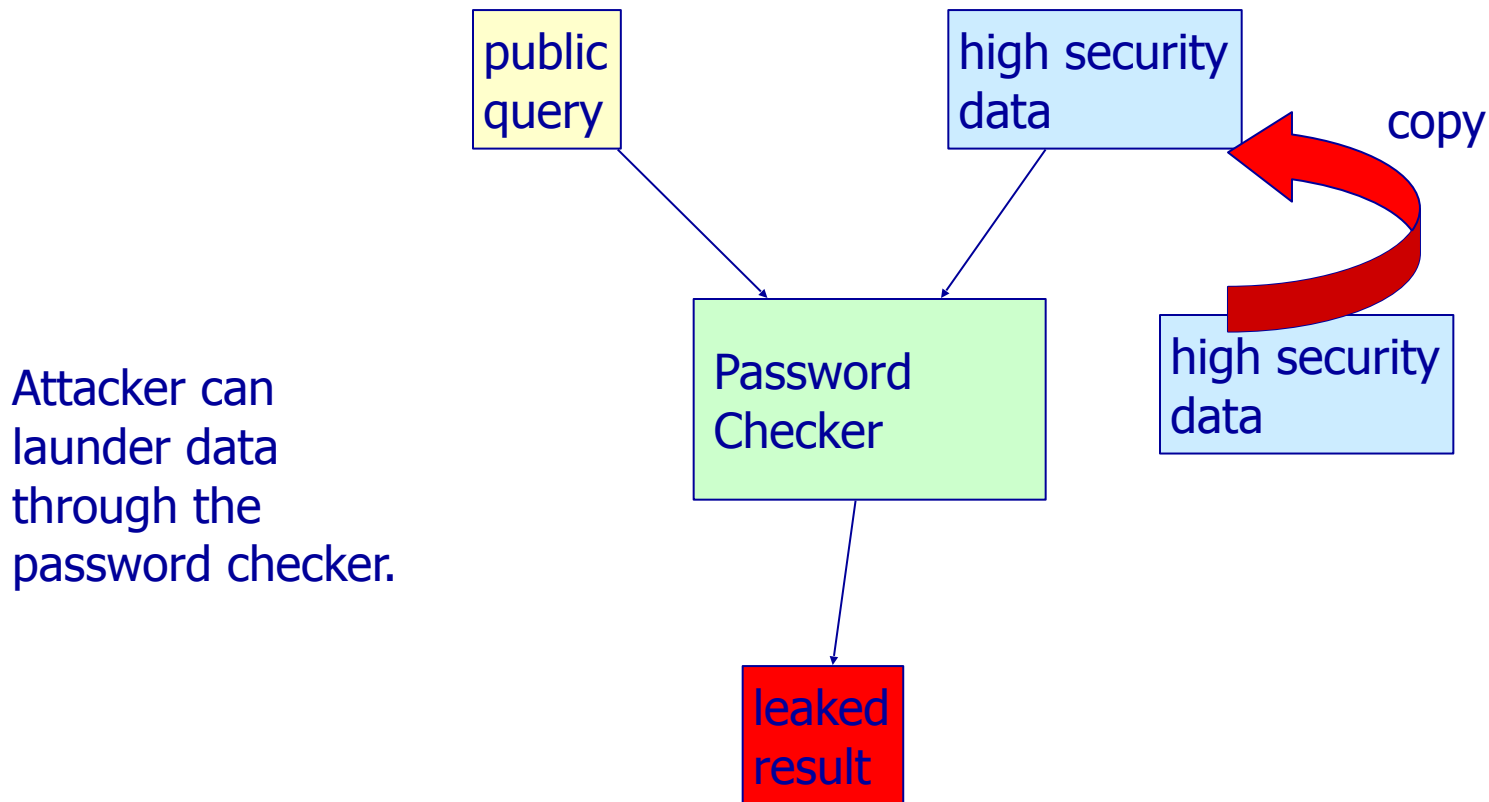 public
query
high security
data
copy
Password
Checker
high security
data
Attacker can
launder data
through the
password checker.
leaked
result